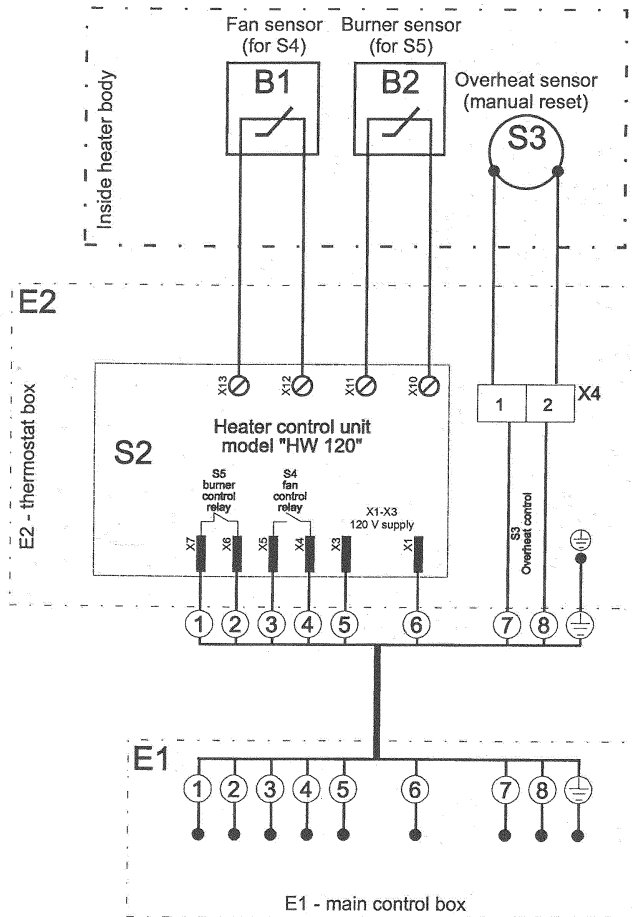 Fan sensor
(for S4)
Burner sensor
(for S5)
B1
B2
Overheat sensor
(manual reset)
S3
Inside heater body
E2
X13
X12
X11
X10
1
2
X4
Heater control unit
model "HW 120"
S2
S5
burner
control
relay
S4
fan
control
relay
X1-X3
120 V supply
X7
X6
X5
X4
X3
X1
S3
Overheat control
E2 - thermostat box
1
2
3
4
5
6
7
8
E1
1
2
3
4
5
6
7
8
E1 - main control box